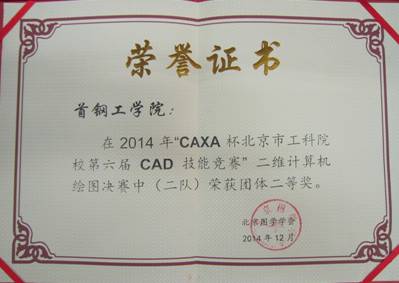 荣誉证书
首钢工学院：
在 2014 年“CAXA 杯北京市工科院
校第六届 CAD 技能竞赛”二维计算机
绘图决赛中（二队）荣获团体二等奖。
北京图学学会
2014 年 12 月